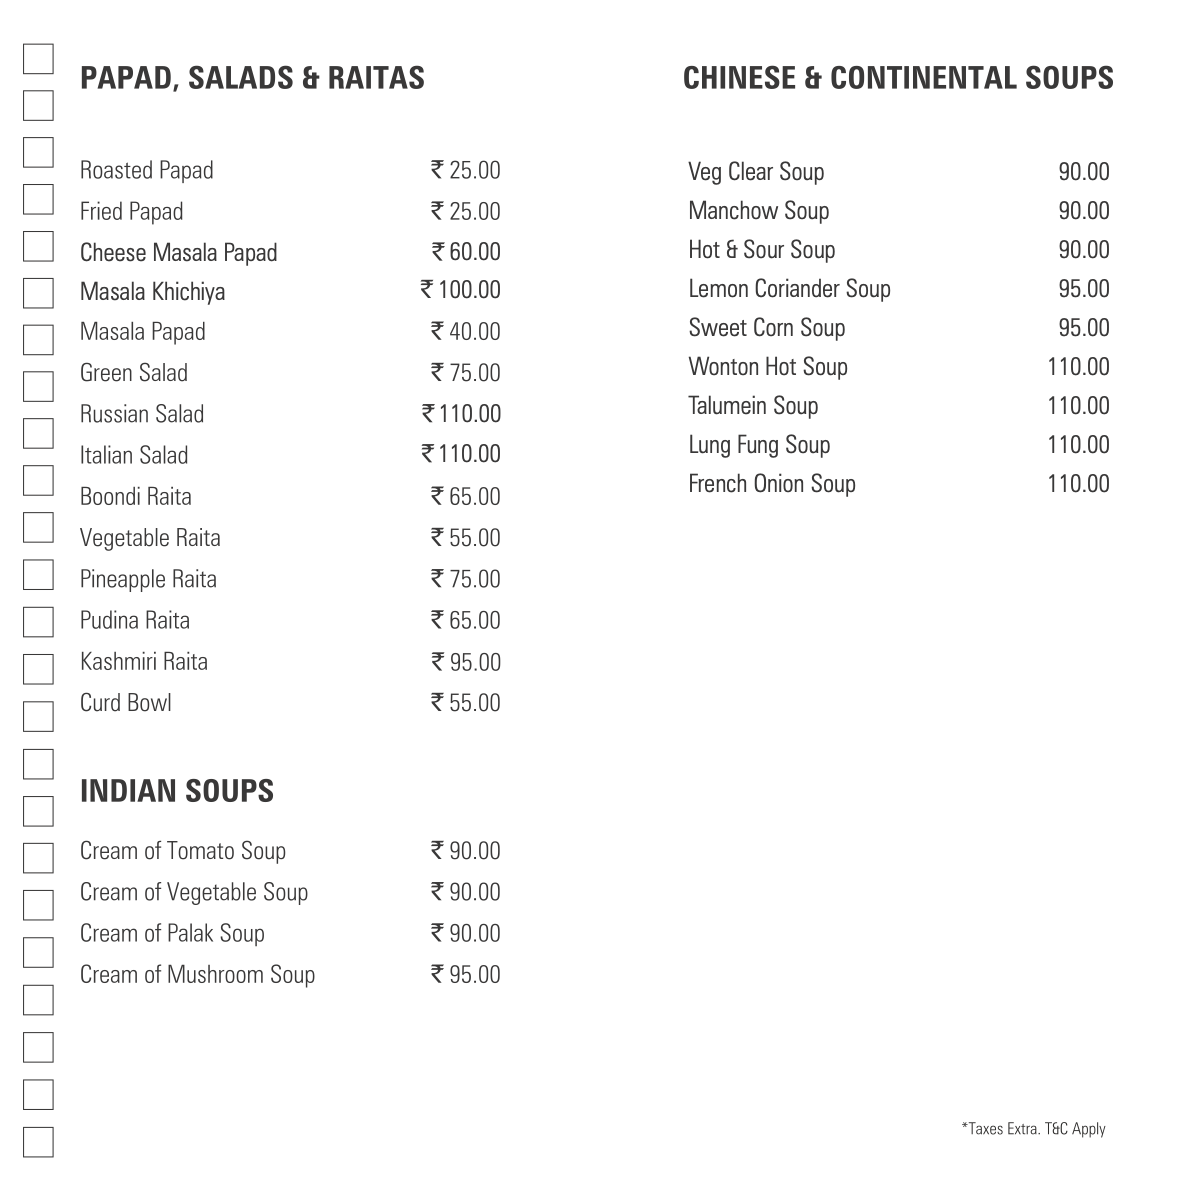 PAPAD, SALADS & RAITAS
Roasted Papad ₹ 25.00
Fried Papad ₹ 25.00
Cheese Masala Papad ₹ 60.00
Masala Khichiya ₹ 100.00
Masala Papad ₹ 40.00
Green Salad ₹ 75.00
Russian Salad ₹ 110.00
Italian Salad ₹ 110.00
Boondi Raita ₹ 65.00
Vegetable Raita ₹ 55.00
Pineapple Raita ₹ 75.00
Pudina Raita ₹ 65.00
Kashmiri Raita ₹ 95.00
Curd Bowl ₹ 55.00
INDIAN SOUPS
Cream of Tomato Soup ₹ 90.00
Cream of Vegetable Soup ₹ 90.00
Cream of Palak Soup ₹ 90.00
Cream of Mushroom Soup ₹ 95.00
CHINESE & CONTINENTAL SOUPS
Veg Clear Soup 90.00
Manchow Soup 90.00
Hot & Sour Soup 90.00
Lemon Coriander Soup 95.00
Sweet Corn Soup 95.00
Wonton Hot Soup 110.00
Talumein Soup 110.00
Lung Fung Soup 110.00
French Onion Soup 110.00
*Taxes Extra. T&C Apply